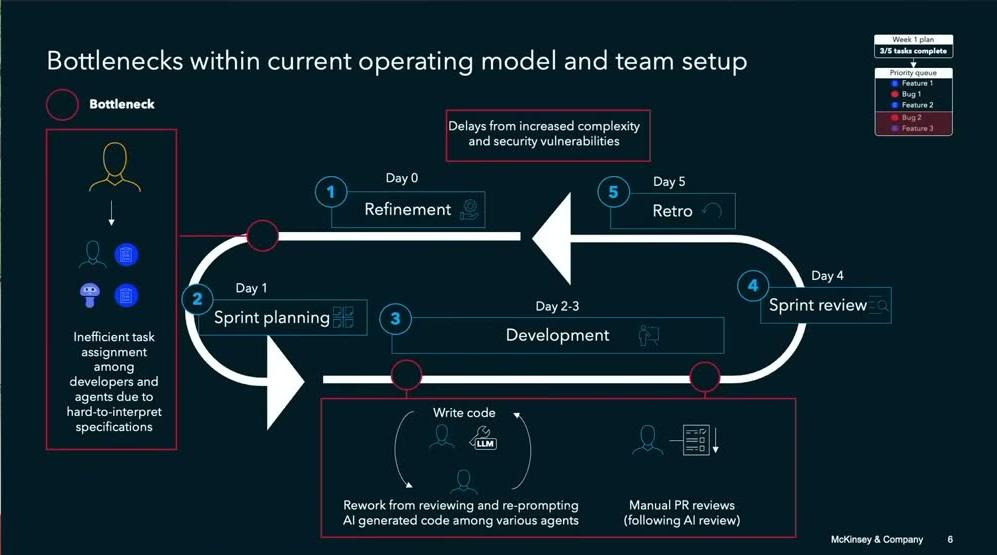 Bottlenecks within current operating model and team setup
Week 1 plan
3/5 tasks complete
Priority queue
Feature 1
Bug 1
Feature 2
Bug 2
Feature 3
Bottleneck
Delays from increased complexity
and security vulnerabilities
Day 0
1
Refinement
Day 5
5
Retro
Day 1
2
Sprint planning
Day 2-3
3
Development
Day 4
4
Sprint review
Inefficient task
assignment
among
developers and
agents due to
hard-to-interpret
specifications
Write code
LLM
Rework from reviewing and re-prompting
AI generated code among various agents
Manual PR reviews
(following AI review)
McKinsey & Company
6